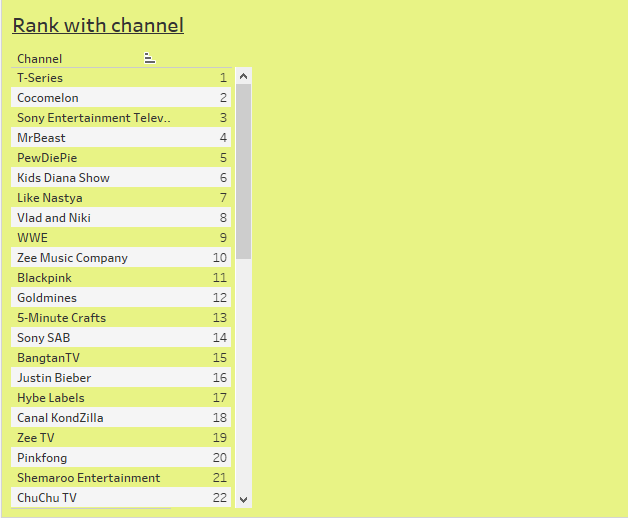 Rank with channel
Channel
T-Series 1
Cocomelon 2
Sony Entertainment Telev.. 3
MrBeast 4
PewDiePie 5
Kids Diana Show 6
Like Nastya 7
Vlad and Niki 8
WWE 9
Zee Music Company 10
Blackpink 11
Goldmines 12
5-Minute Crafts 13
Sony SAB 14
BangtanTV 15
Justin Bieber 16
Hybe Labels 17
Canal KondZilla 18
Zee TV 19
Pinkfong 20
Shemaroo Entertainment 21
ChuChu TV 22